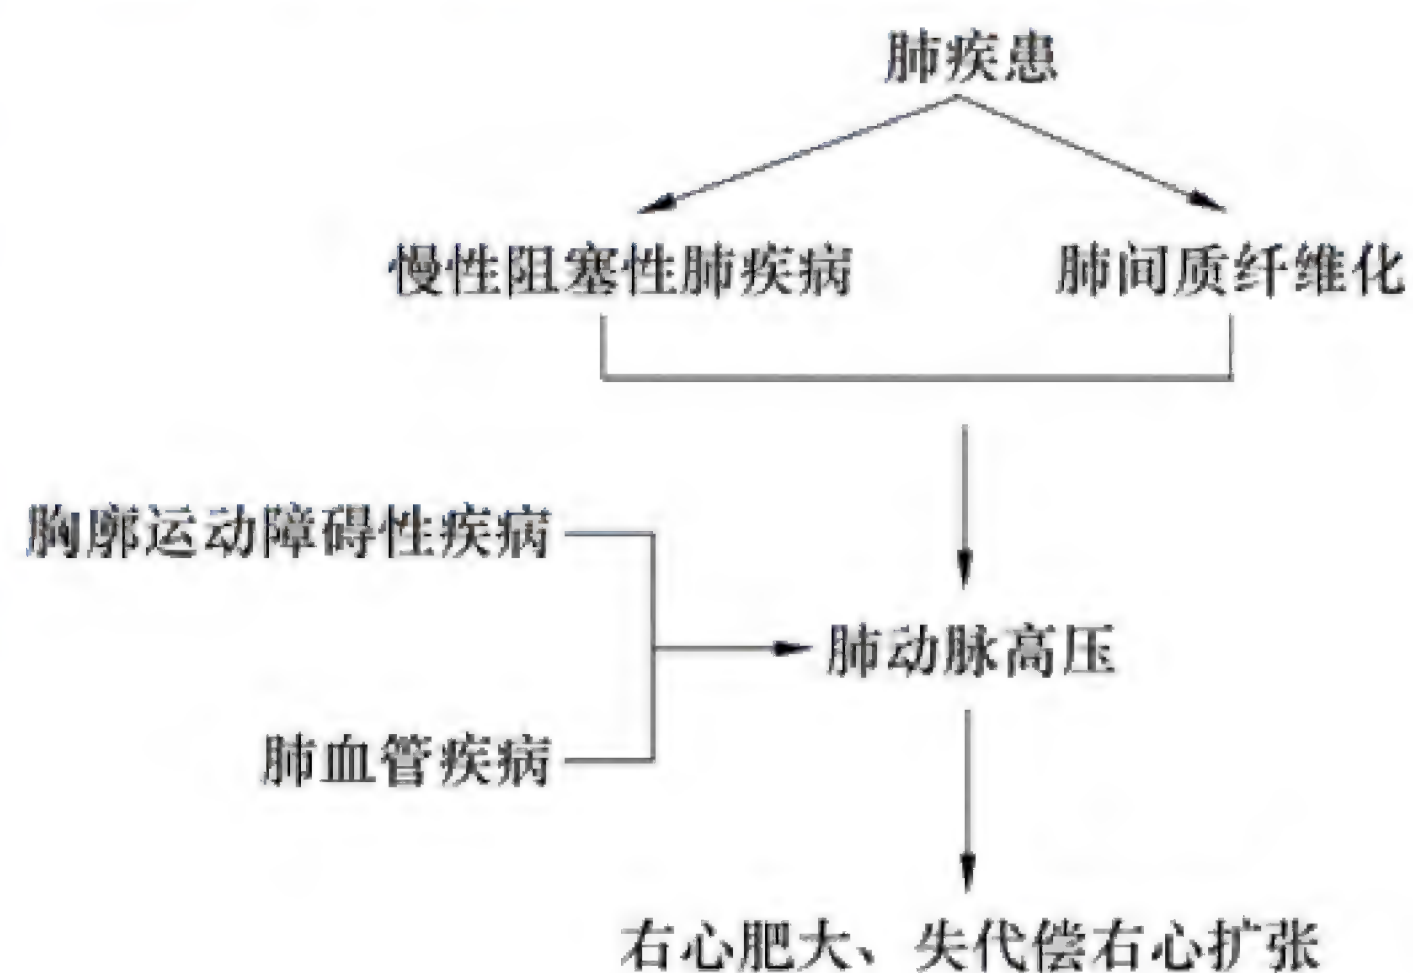 肺疾患
慢性阻塞性肺疾病
肺间质纤维化
胸廓运动障碍性疾病
肺动脉高压
肺血管疾病
右心肥大、失代偿右心扩张